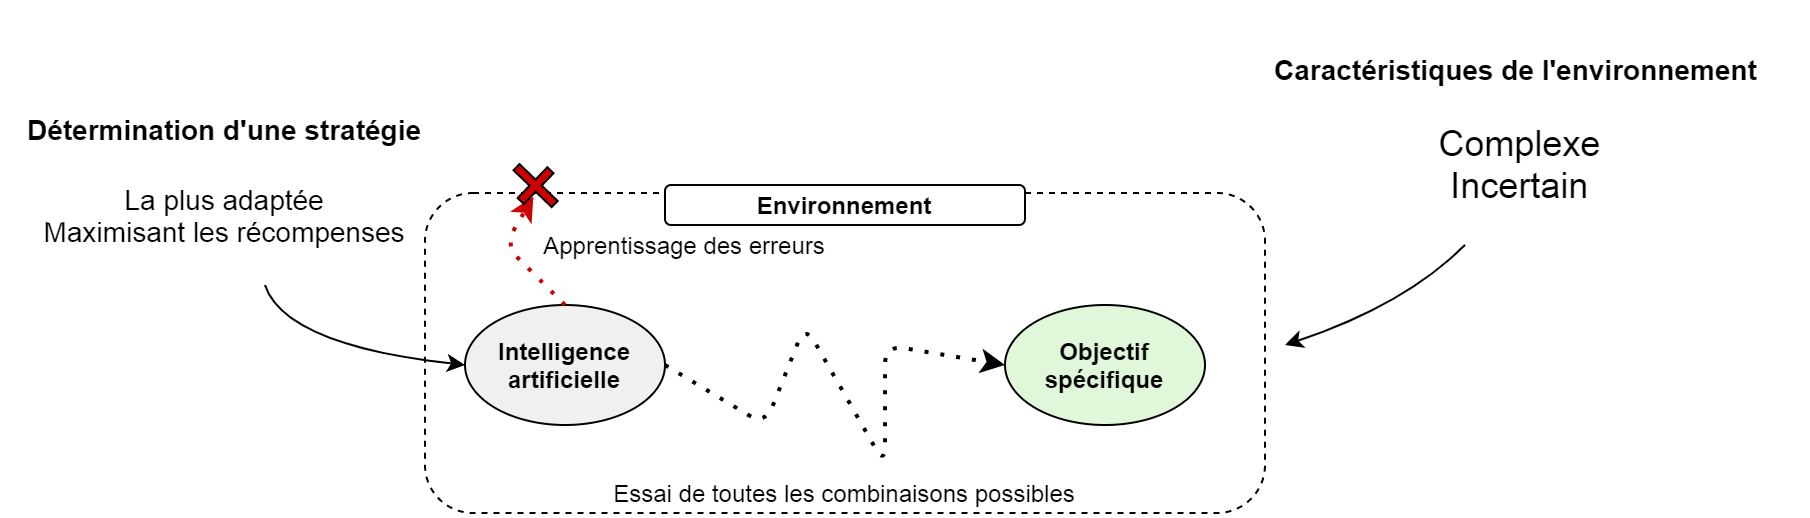 Caractéristiques de l'environnement
Complexe
Incertain
Détermination d'une stratégie
La plus adaptée
Maximisant les récompenses
Environnement
Apprentissage des erreurs
Intelligence
artificielle
Objectif
spécifique
Essai de toutes les combinaisons possibles